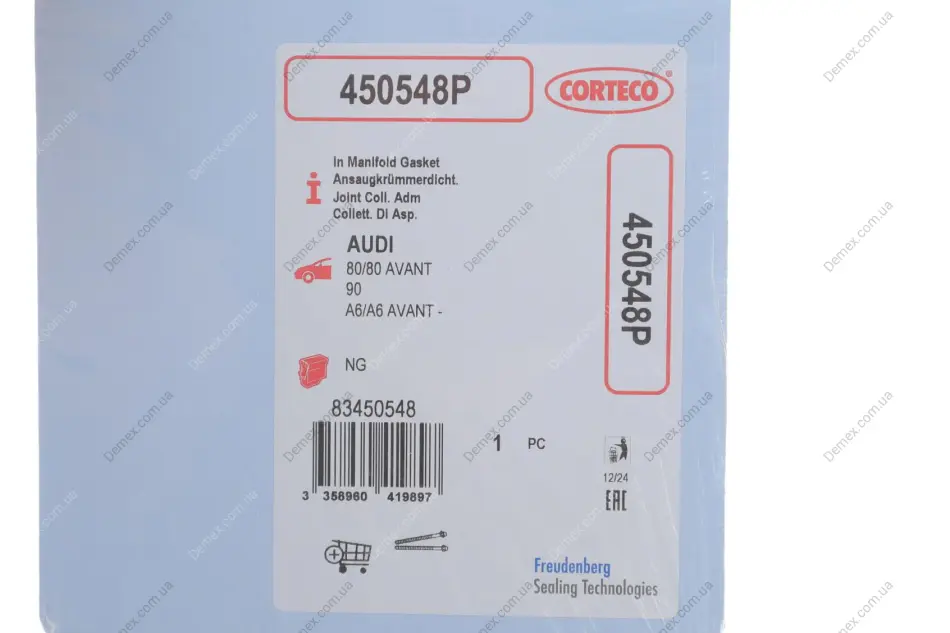 450548P
CORTECO
In Manifold Gasket
Ansaugkrümmerdicht.
Joint Coll. Adm
Collett. Di Asp.
AUDI
80/80 AVANT
90
A6/A6 AVANT -
450548P
NG
83450548
3 358960 419897
1 PC
12/24
EAC
Freudenberg
Sealing Technologies
Demex.com.ua